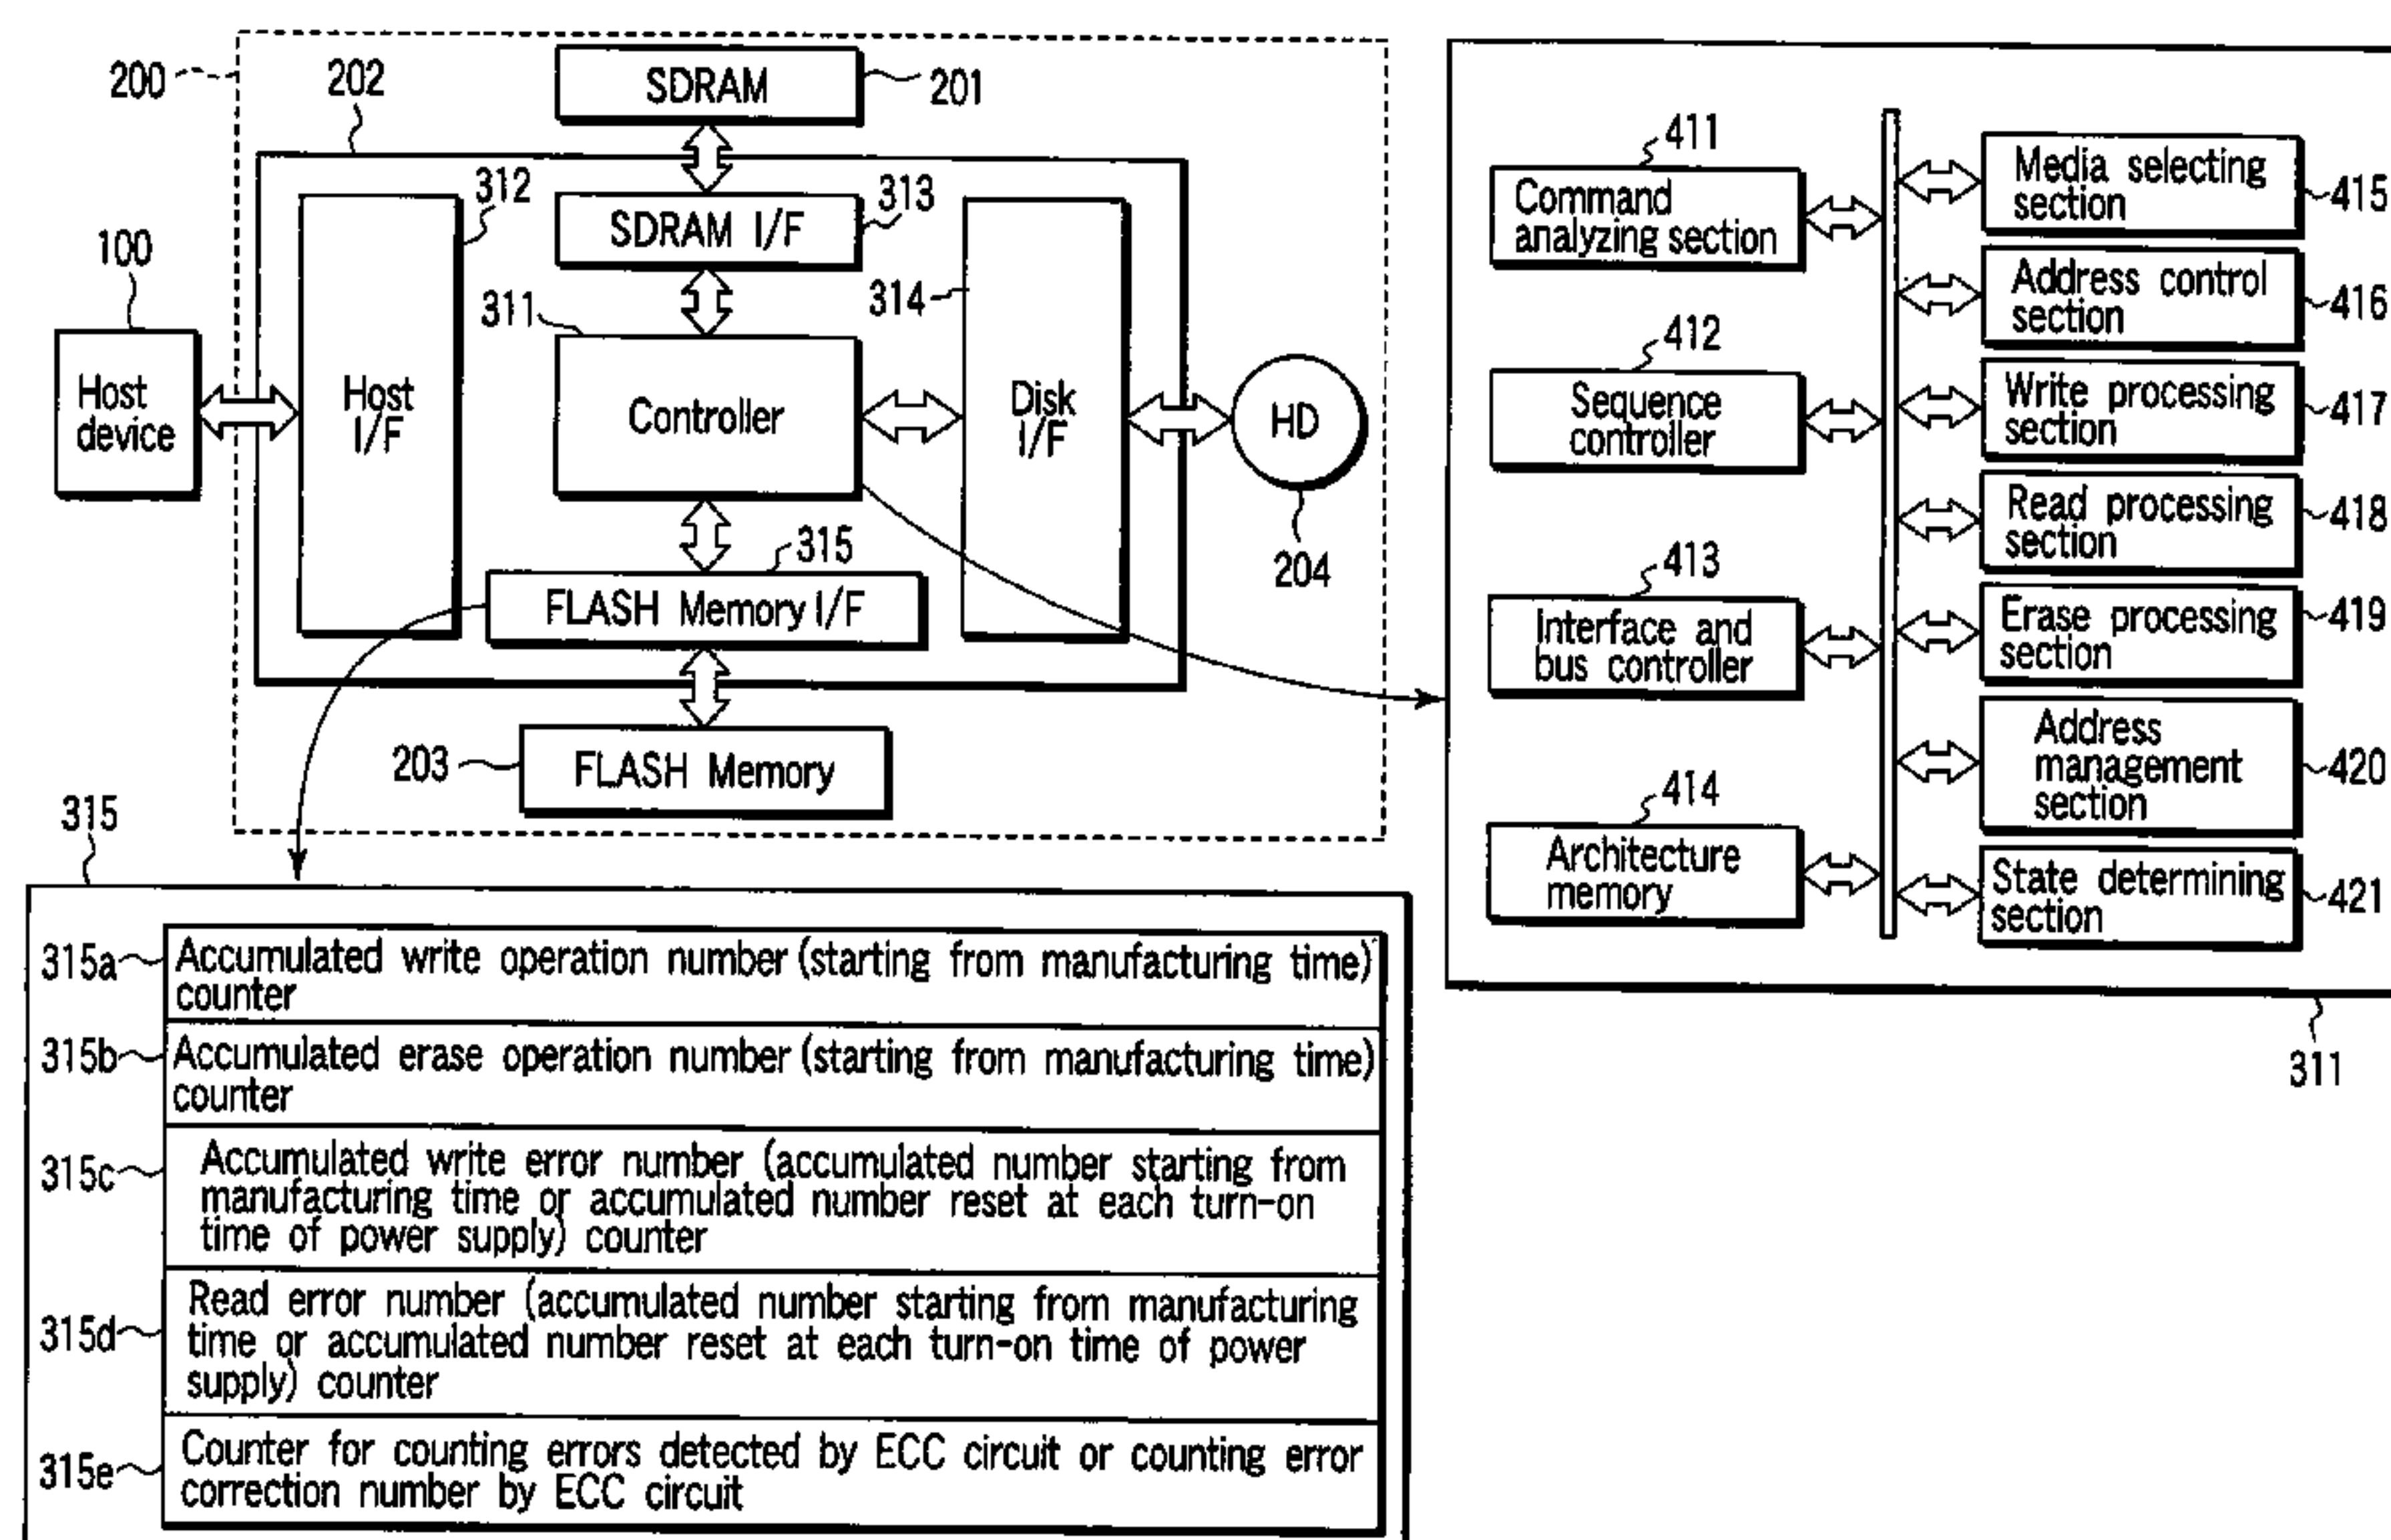 200
202
SDRAM
201
312
SDRAM I/F
313
100
311
314
Host
device
Host
I/F
Controller
Disk
I/F
HD
204
315
FLASH Memory I/F
203
FLASH Memory
411
Command
analyzing section
412
Sequence
controller
413
Interface and
bus controller
414
Architecture
memory
Media selecting
section
415
Address control
section
416
Write processing
section
417
Read processing
section
418
Erase processing
section
419
Address
management
section
420
State determining
section
421
311
315
315a
Accumulated write operation number (starting from manufacturing time)
counter
315b
Accumulated erase operation number (starting from manufacturing time)
counter
315c
Accumulated write error number (accumulated number starting from
manufacturing time or accumulated number reset at each turn-on
time of power supply) counter
315d
Read error number (accumulated number starting from manufacturing
time or accumulated number reset at each turn-on time of power
supply) counter
315e
Counter for counting errors detected by ECC circuit or counting error
correction number by ECC circuit